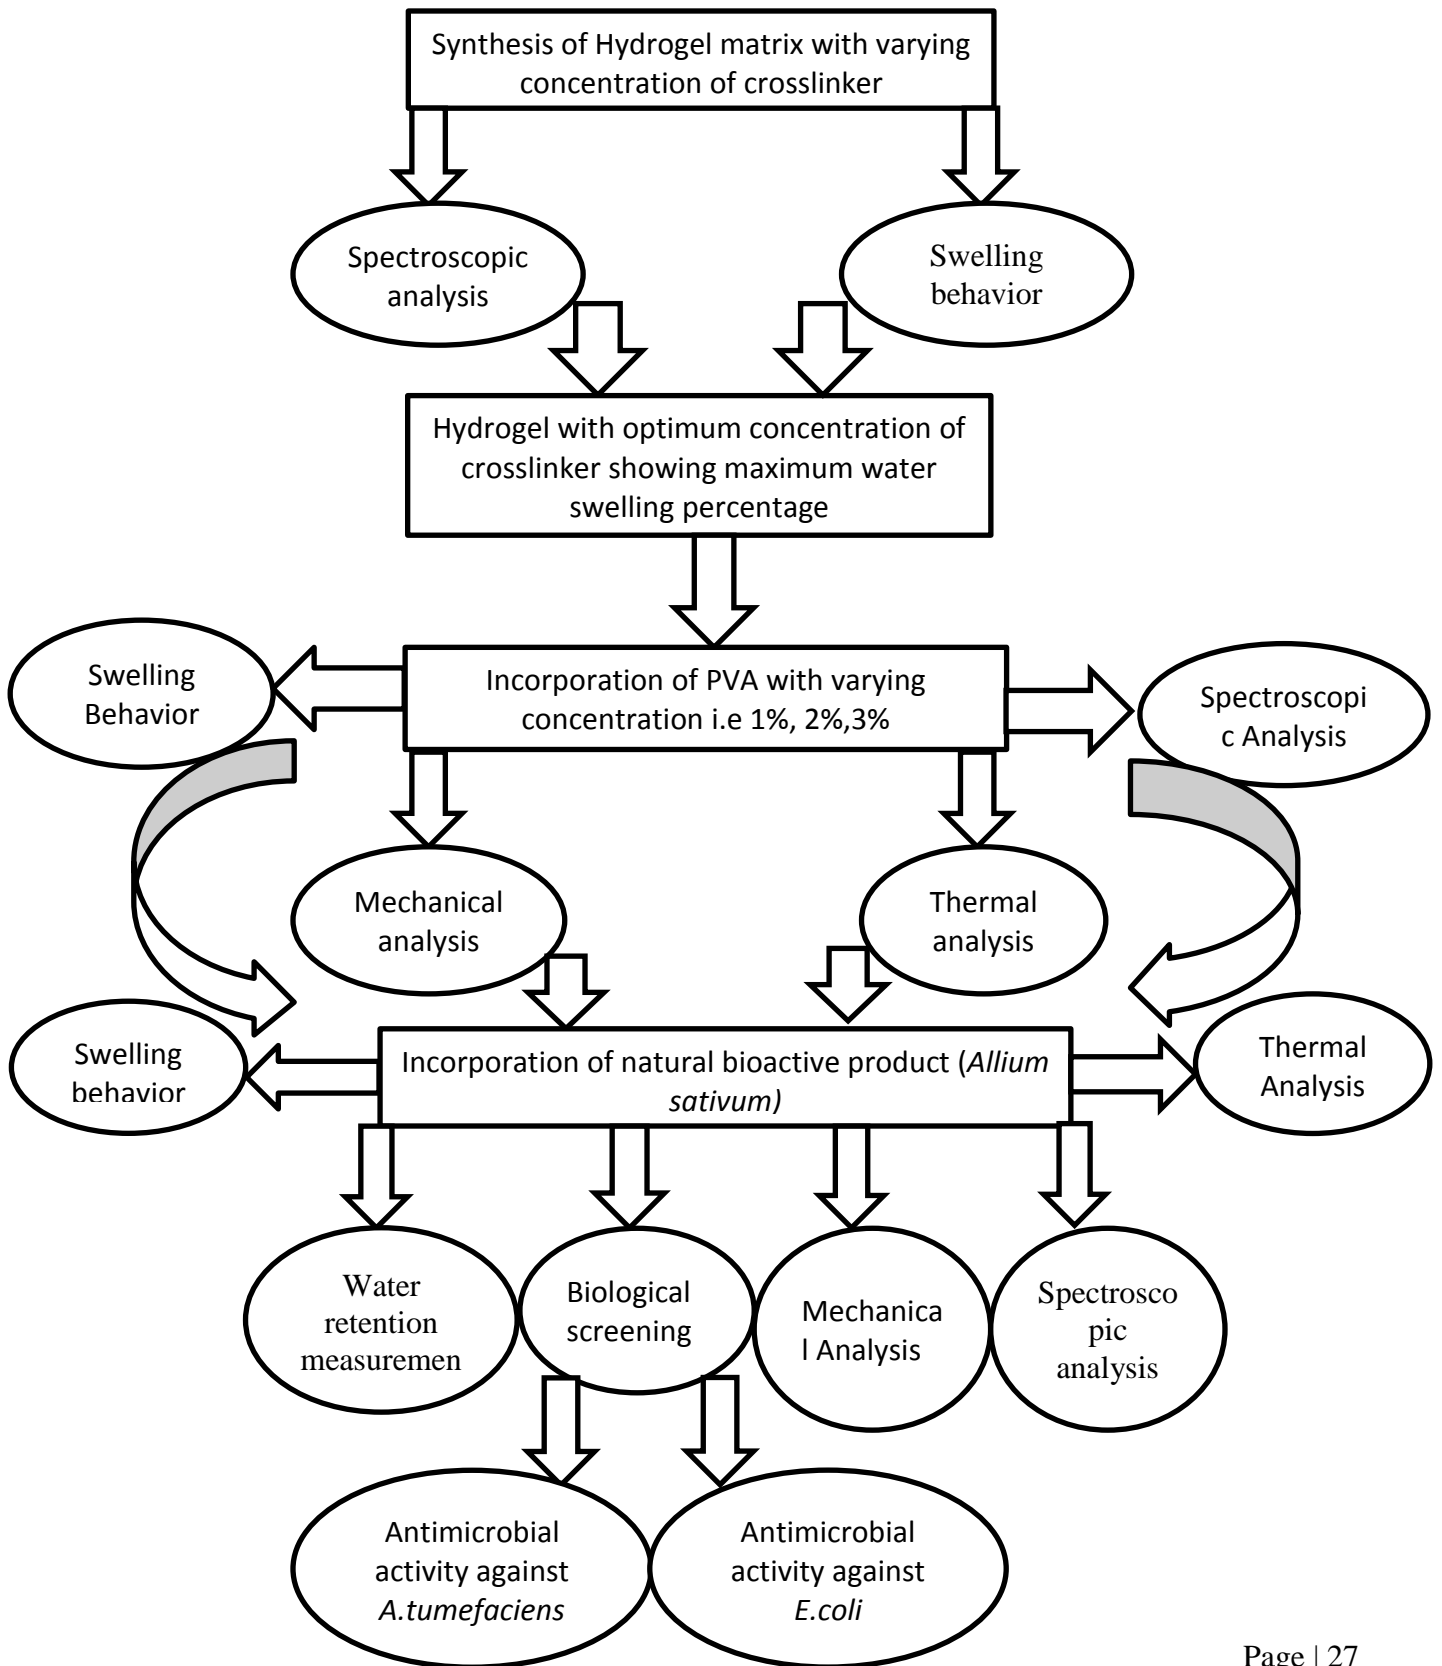 Synthesis of Hydrogel matrix with varying
concentration of crosslinker
Spectroscopic
analysis
Swelling
behavior
Hydrogel with optimum concentration of
crosslinker showing maximum water
swelling percentage
Swelling
Behavior
Incorporation of PVA with varying
concentration i.e 1%, 2%,3%
Spectroscopi
c Analysis
Mechanical
analysis
Thermal
analysis
Swelling
behavior
Incorporation of natural bioactive product (Allium
sativum)
Thermal
Analysis
Water
retention
measuremen
Biological
screening
Mechanica
l Analysis
Spectrosco
pic
analysis
Antimicrobial
activity against
A.tumefaciens
Antimicrobial
activity against
E.coli
Page | 27